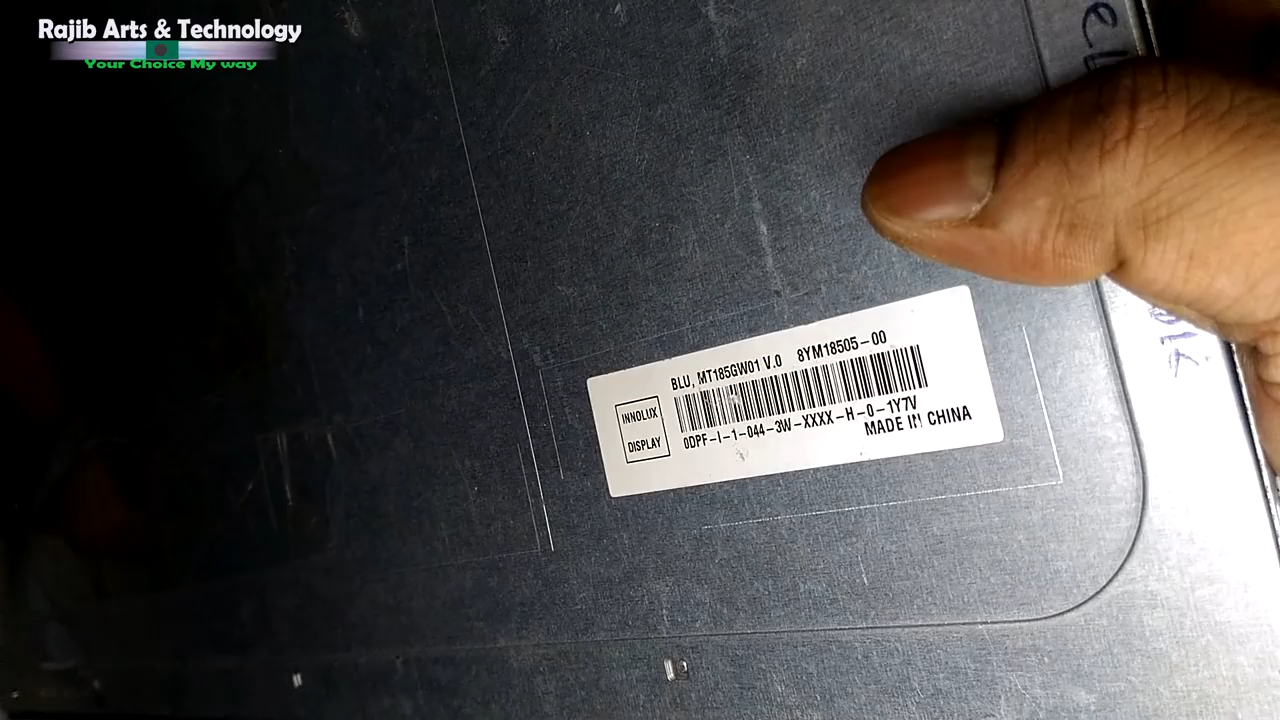 Rajib Arts & Technology
Your Choice My way
BLU, MT185GW01 V.0 8YM18505-00
INNOLUX
DISPLAY
0DPF-I-1-044-3W-XXXX-H-0-1Y7V
MADE IN CHINA